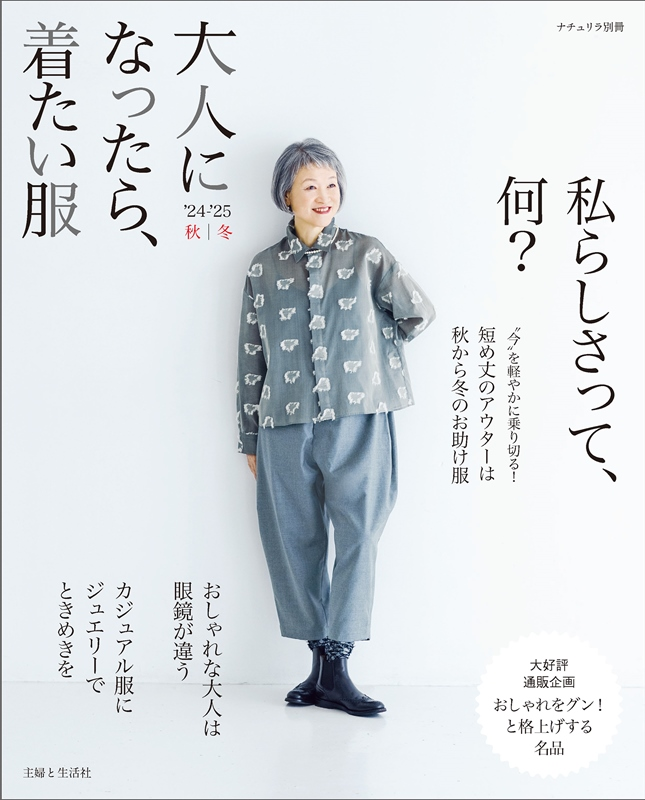 ナチュリラ別冊
大人に
なったら、
着たい服
’24-’25
秋|冬
私らしさって、
何？
“今”を軽やかに乗り切る！
短め丈のアウターは
秋から冬のお助け服
おしゃれな大人は
眼鏡が違う
カジュアル服に
ジュエリーで
ときめきを
大好評
通販企画
おしゃれをグン！
と格上げする
名品
主婦と生活社